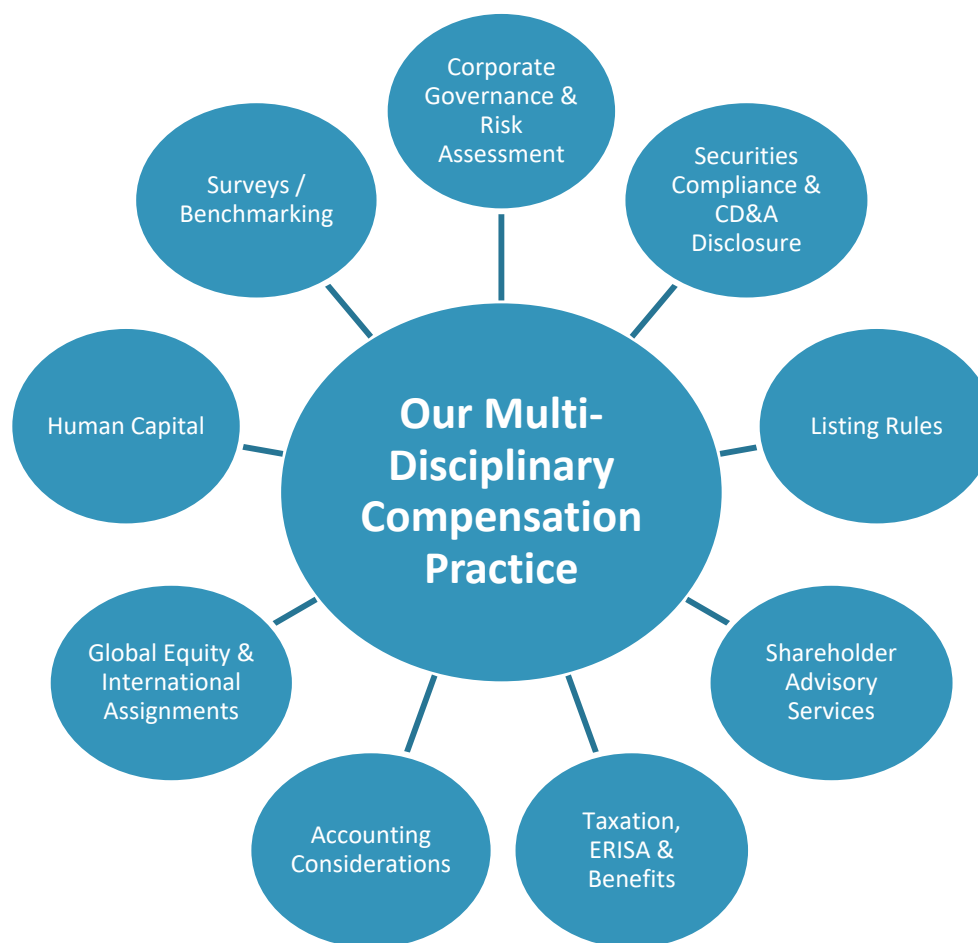 Corporate
Governance &
Risk
Assessment
Securities
Compliance &
CD&A
Disclosure
Surveys /
Benchmarking
Human Capital
Our Multi-
Disciplinary
Compensation
Practice
Listing Rules
Global Equity &
International
Assignments
Shareholder
Advisory
Services
Accounting
Considerations
Taxation,
ERISA &
Benefits